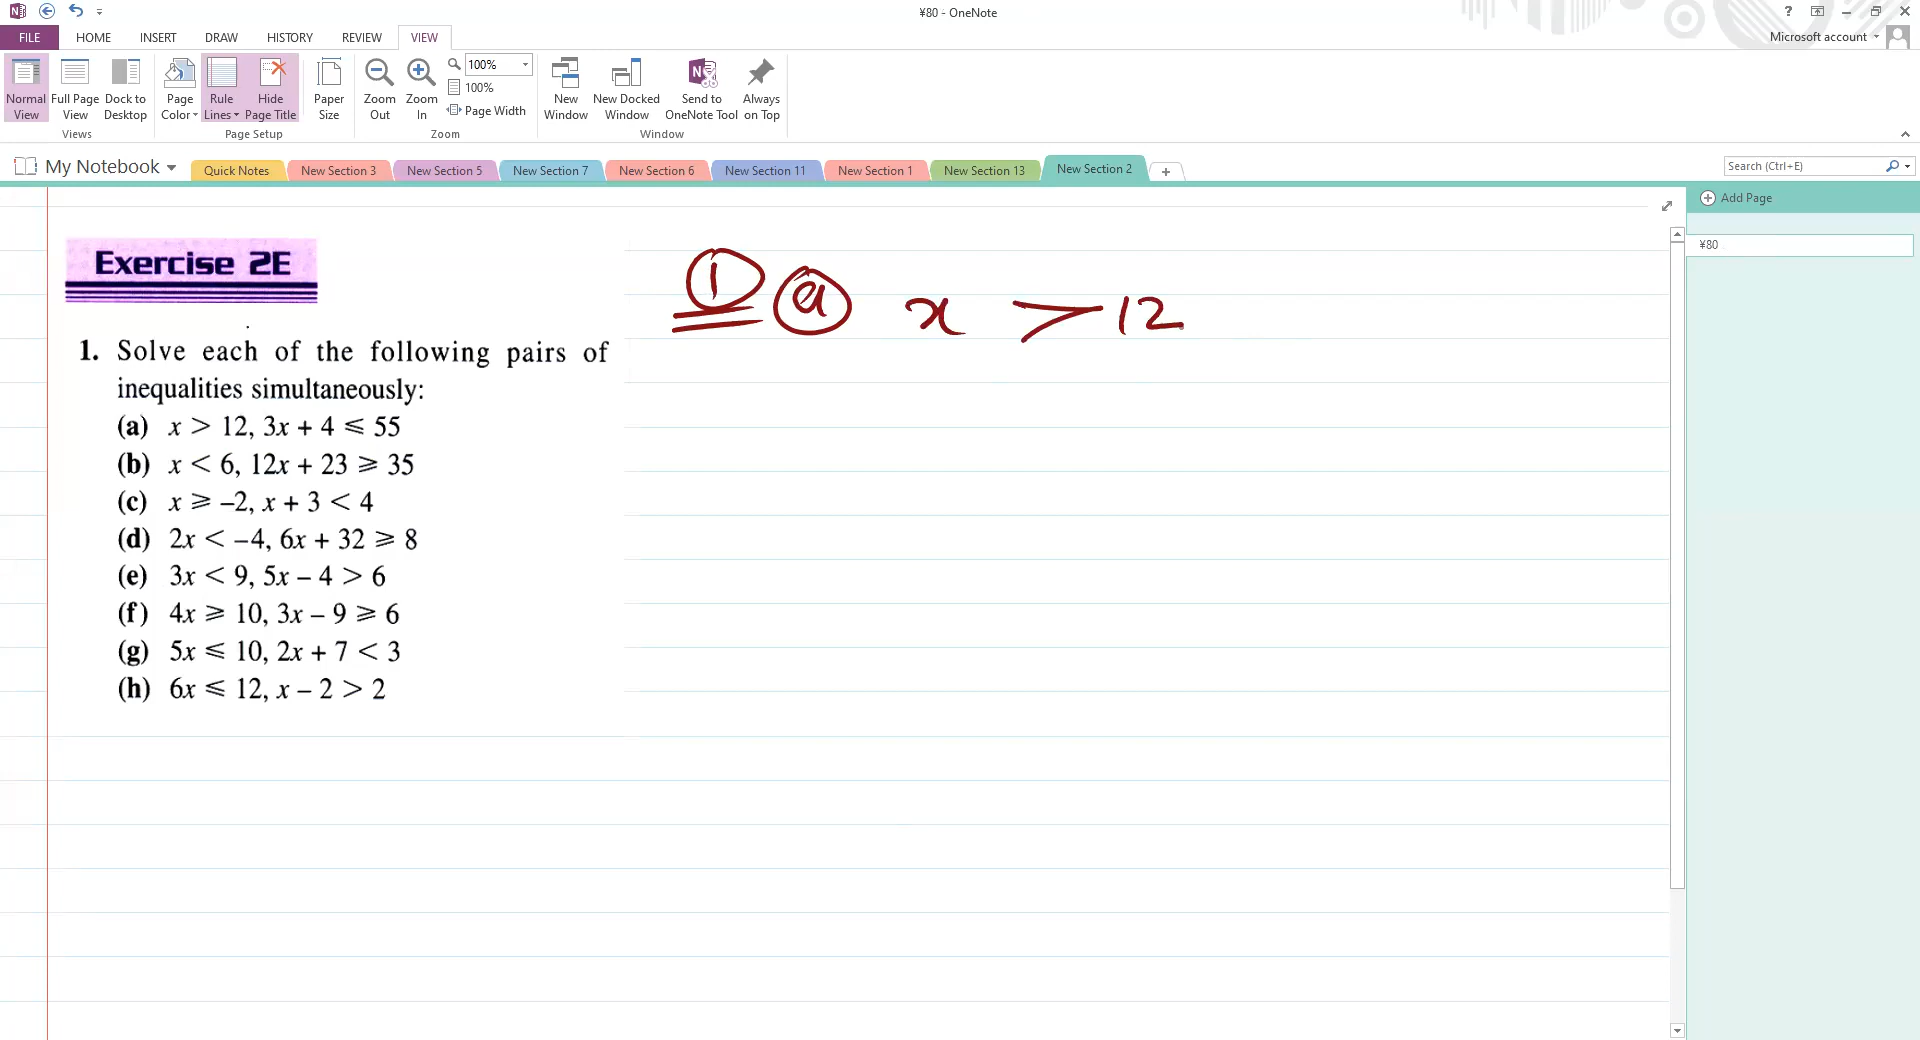 ¥80 - OneNote
?
FILE HOME INSERT DRAW HISTORY REVIEW VIEW
Microsoft account
Normal View
Full Page View
Dock to Desktop
Page Color
Rule Lines
Hide Page Title
Paper Size
Zoom Out
Zoom In
100%
100%
Page Width
New Window
New Docked Window
Send to OneNote Tool
Always on Top
Views Page Setup Zoom Window
My Notebook Quick Notes New Section 3 New Section 5 New Section 7 New Section 6 New Section 11 New Section 1 New Section 13 New Section 2
Search (Ctrl+E)
Add Page
¥80
Exercise 2E
1. Solve each of the following pairs of
inequalities simultaneously:
(a) x > 12, 3x + 4 ⩽ 55
(b) x < 6, 12x + 23 ⩾ 35
(c) x ⩾ –2, x + 3 < 4
(d) 2x < –4, 6x + 32 ⩾ 8
(e) 3x < 9, 5x – 4 > 6
(f) 4x ⩾ 10, 3x – 9 ⩾ 6
(g) 5x ⩽ 10, 2x + 7 < 3
(h) 6x ⩽ 12, x – 2 > 2
1 a x > 12